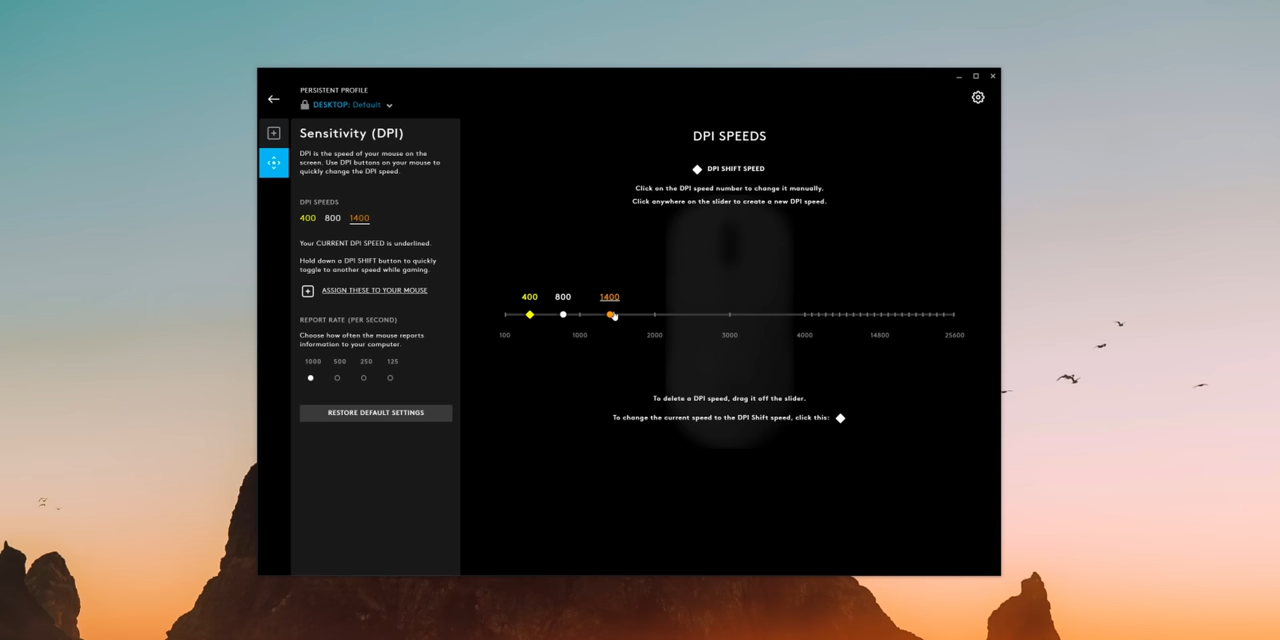 PERSISTENT PROFILE
DESKTOP: Default
Sensitivity (DPI)
DPI is the speed of your mouse on the
screen. Use DPI buttons on your mouse to
quickly change the DPI speed.
DPI SPEEDS
400 800 1400
Your CURRENT DPI SPEED is underlined.
Hold down a DPI SHIFT button to quickly
toggle to another speed while gaming.
ASSIGN THESE TO YOUR MOUSE
REPORT RATE (PER SECOND)
Choose how often the mouse reports
information to your computer.
1000 500 250 125
RESTORE DEFAULT SETTINGS
DPI SPEEDS
DPI SHIFT SPEED
Click on the DPI speed number to change it manually.
Click anywhere on the slider to create a new DPI speed.
400 800 1400
100 1000 2000 3000 4000 14800 25600
To delete a DPI speed, drag it off the slider.
To change the current speed to the DPI Shift speed, click this: